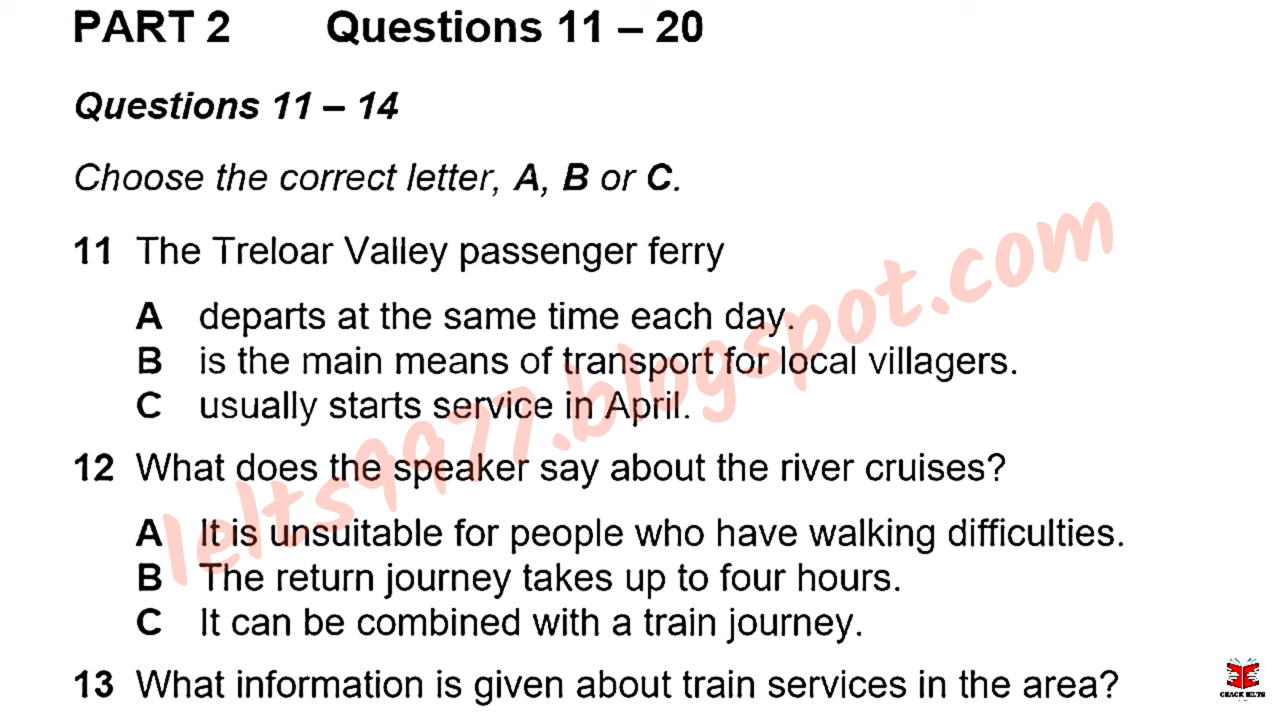 PART 2 Questions 11 – 20
Questions 11 – 14
Choose the correct letter, A, B or C.
11 The Treloar Valley passenger ferry
A departs at the same time each day.
B is the main means of transport for local villagers.
C usually starts service in April.
12 What does the speaker say about the river cruises?
A It is unsuitable for people who have walking difficulties.
B The return journey takes up to four hours.
C It can be combined with a train journey.
13 What information is given about train services in the area?
Ielts9977.blogspot.com
CRACK IELTS